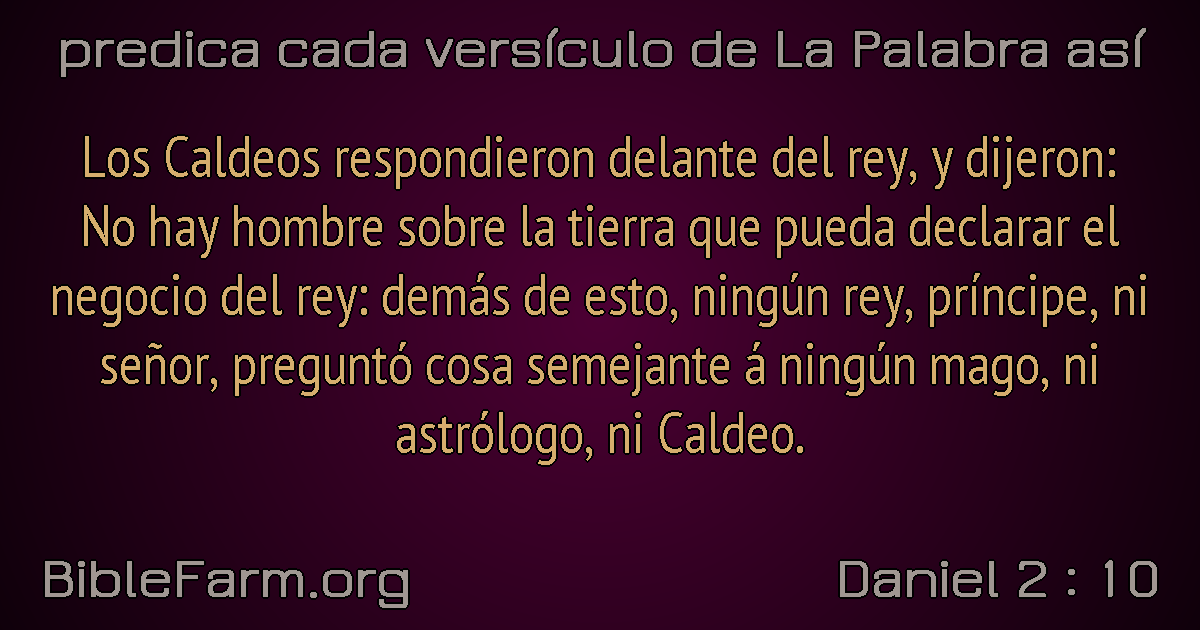 predica cada versículo de La Palabra así
Los Caldeos respondieron delante del rey, y dijeron:
No hay hombre sobre la tierra que pueda declarar el
negocio del rey: demás de esto, ningún rey, príncipe, ni
señor, preguntó cosa semejante á ningún mago, ni
astrólogo, ni Caldeo.
BibleFarm.org
Daniel 2 : 10